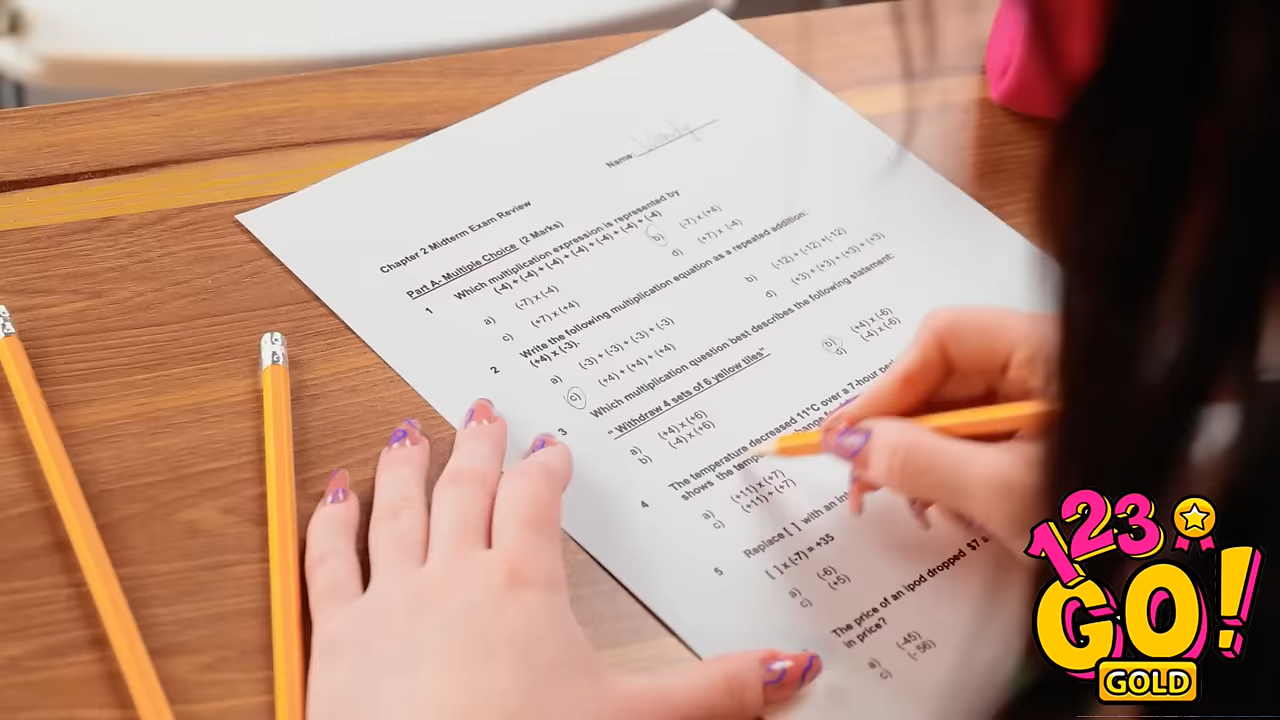 Name:
Chapter 2 Midterm Exam Review
Part A- Multiple Choice (2 Marks)
1 Which multiplication expression is represented by
(-4) + (-4) + (-4) + (-4) + (-4) + (-4) + (-4)
a) (-7) x (-4) b) (-7) x (+4)
c) (+7) x (+4) d) (+7) x (-4)
2 Write the following multiplication equation as a repeated addition:
(+4) x (-3).
a) (-3) + (-3) + (-3) + (-3) b) (-12) + (-12) + (-12)
c) (+4) + (+4) + (+4) d) (+3) + (+3) + (+3) + (+3)
3 Which multiplication question best describes the following statement:
"Withdraw 4 sets of 6 yellow tiles"
a) (+4) x (+6) (+4) x (-6)
b) (-4) x (+6) d) (-4) x (-6)
4 The temperature decreased 11°C over a 7-hour
shows the
a) (+11) x (+7)
c) (+11) + (+7)
5 Replace [ ] with an
[ ] x (-7) = +35
a) (-6)
c) (+5)
The price of an ipod dropped $7
in price?
a) (-45)
c) (-56)
123
GO!
GOLD